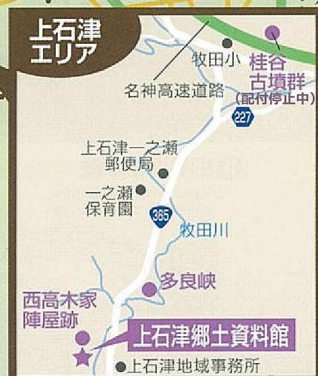 上石津
エリア
牧田小
桂谷
古墳群
(配付停止中)
名神高速道路
227
上石津一之瀬
郵便局
一之瀬
保育園
365
牧田川
多良峡
西高木家
陣屋跡
上石津郷土資料館
上石津地域事務所